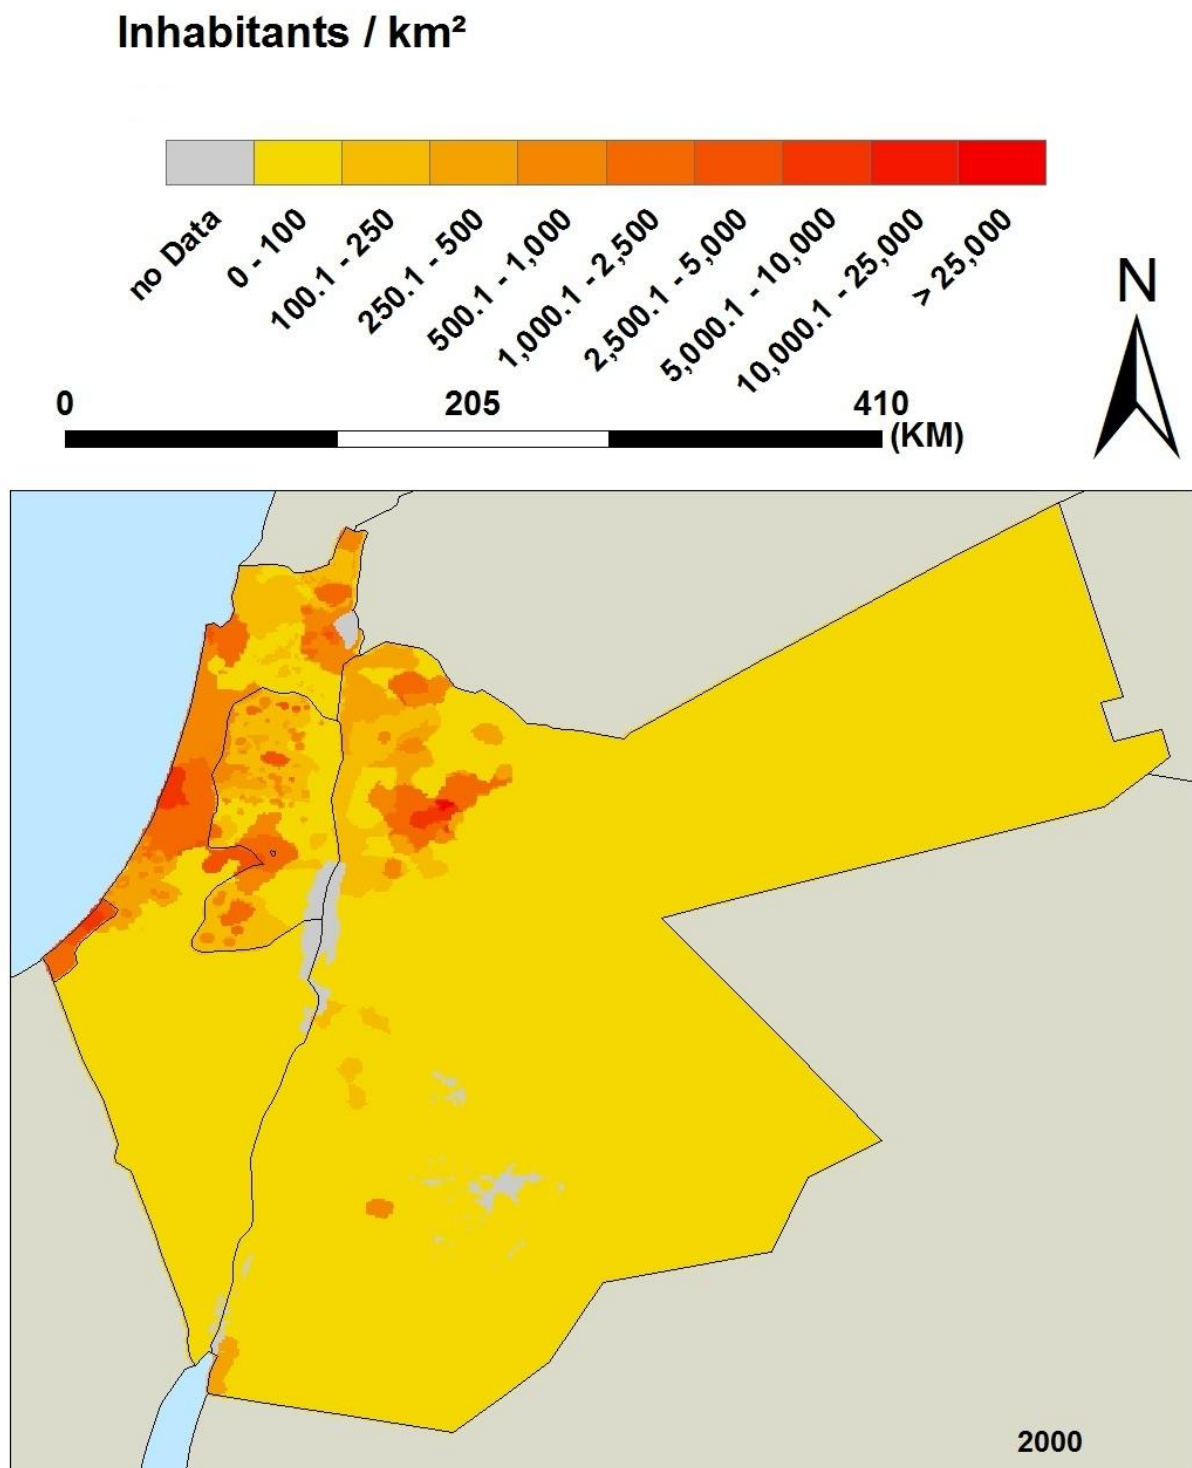 Inhabitants / km²
no Data
0 - 100
100.1 - 250
250.1 - 500
500.1 - 1,000
1,000.1 - 2,500
2,500.1 - 5,000
5,000.1 - 10,000
10,000.1 - 25,000
> 25,000
N
0 205 410
(KM)
2000